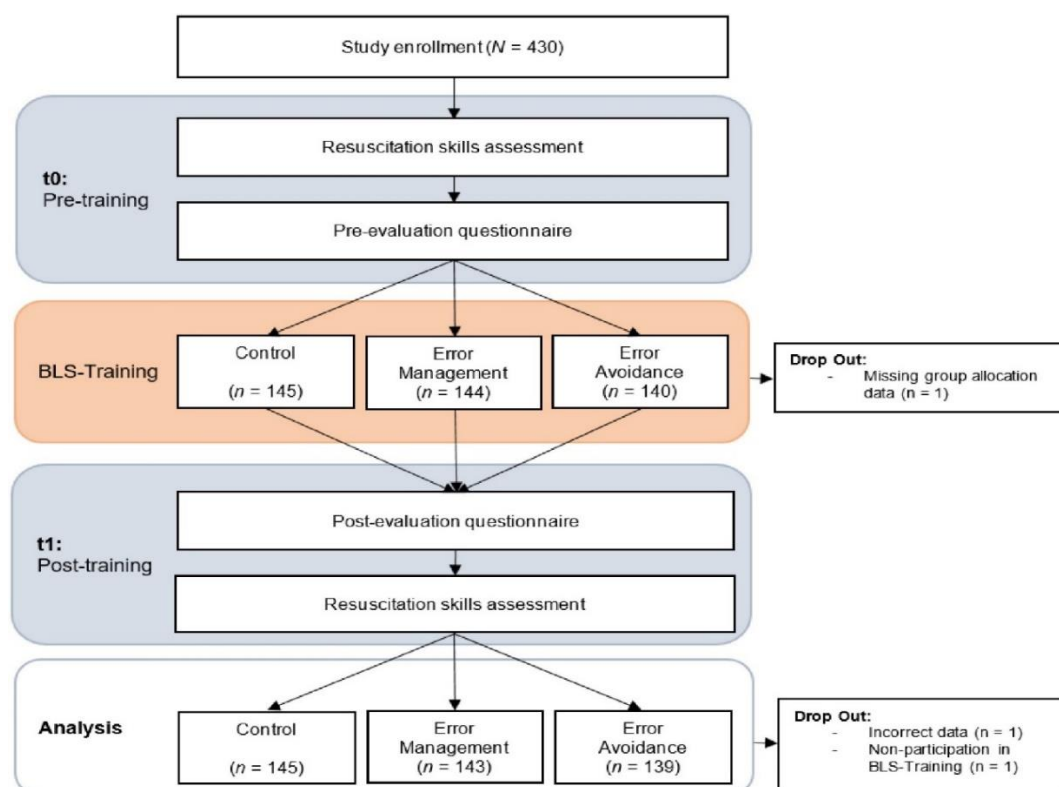 Study enrollment (N = 430)
t0:
Pre-training
Resuscitation skills assessment
Pre-evaluation questionnaire
BLS-Training
Control
(n = 145)
Error
Management
(n = 144)
Error
Avoidance
(n = 140)
Drop Out:
- Missing group allocation
data (n = 1)
t1:
Post-training
Post-evaluation questionnaire
Resuscitation skills assessment
Analysis
Control
(n = 145)
Error
Management
(n = 143)
Error
Avoidance
(n = 139)
Drop Out:
- Incorrect data (n = 1)
- Non-participation in
BLS-Training (n = 1)